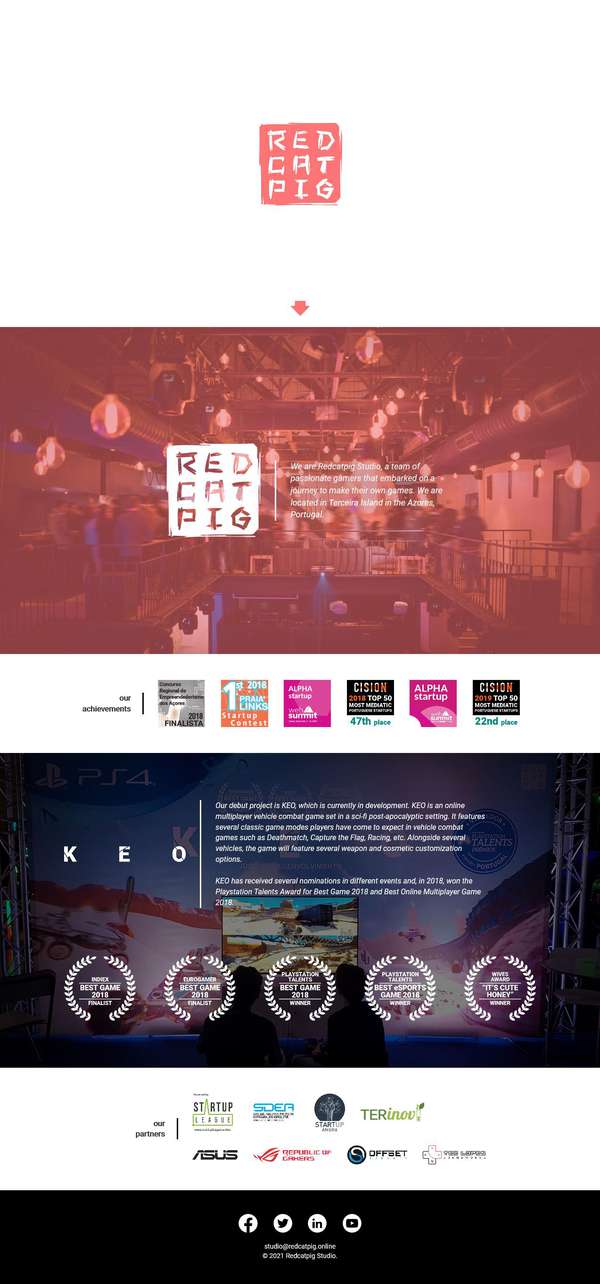 RED
CAT
PIG
RED
CAT
PIG
We are Redcatpig Studio, a team of
passionate gamers that embarked on a
journey to make their own games. We are
located in Terceira Island in the Azores,
Portugal.
our
achievements
Concurso
Regional de
Empreendedorismo
dos Açores
2018
FINALISTA
1st 2016
PRAIA
LINKS
Startup
Contest
ALPHA
startup
web
summit
CISION
2018 TOP 50
MOST MEDIATIC
PORTUGUESE STARTUPS
47th place
ALPHA
startup
web
summit
CISION
2019 TOP 50
MOST MEDIATIC
PORTUGUESE STARTUPS
22nd place
PS4
KEO
Our debut project is KEO, which is currently in development. KEO is an online
multiplayer vehicle combat game set in a sci-fi post-apocalyptic setting. It features
several classic game modes players have come to expect in vehicle combat
games such as Deathmatch, Capture the Flag, Racing, etc. Alongside several
vehicles, the game will feature several weapon and cosmetic customization
options.
KEO has received several nominations in different events and, in 2018, won the
Playstation Talents Award for Best Game 2018 and Best Online Multiplayer Game
2018.
TALENTS
PORTUGAL
INDIEX
BEST GAME
2018
FINALIST
EUROGAMER
BEST GAME
2018
FINALIST
PLAYSTATION
TALENTS
BEST GAME
2018
WINNER
PLAYSTATION
TALENTS
BEST eSPORTS
GAME 2018
WINNER
WIVES
AWARD
"IT'S CUTE
HONEY"
WINNER
our
partners
STARTUP
LEAGUE
SDEA
STARTUP
ANGRA
TERinov
ASUS
REPUBLIC OF
GAMERS
OFFSET
studio@redcatpig.online
© 2021 Redcatpig Studio.